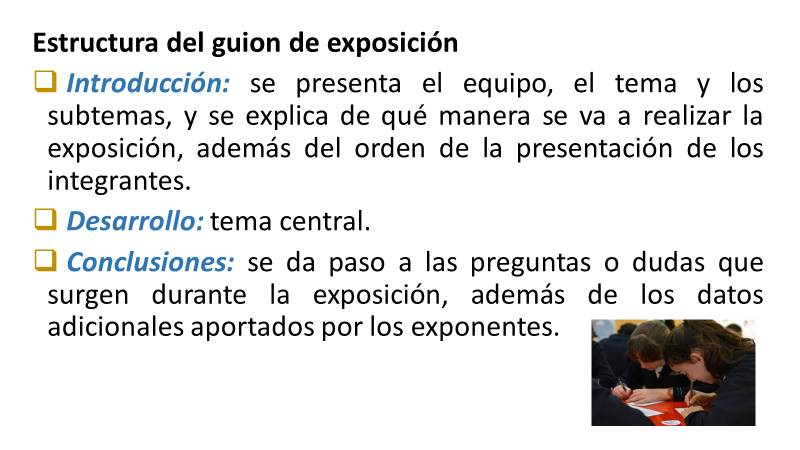 Estructura del guion de exposición
❑ Introducción: se presenta el equipo, el tema y los
subtemas, y se explica de qué manera se va a realizar la
exposición, además del orden de la presentación de los
integrantes.
❑ Desarrollo: tema central.
❑ Conclusiones: se da paso a las preguntas o dudas que
surgen durante la exposición, además de los datos
adicionales aportados por los exponentes.